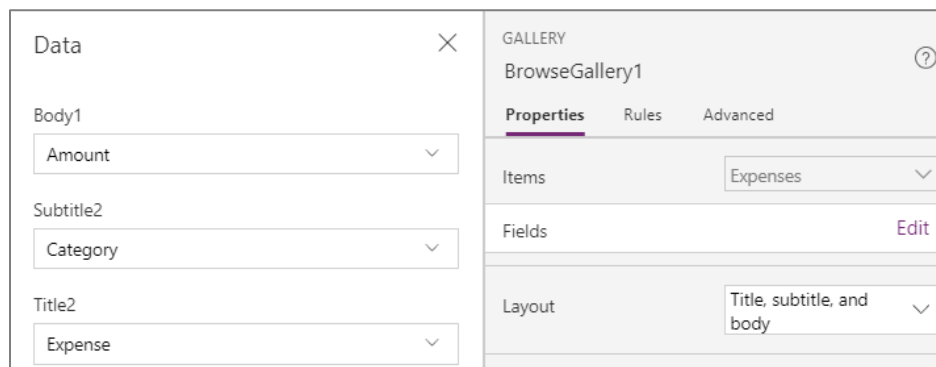 Data
Body1
Amount
Subtitle2
Category
Title2
Expense
GALLERY
BrowseGallery1
?
Properties Rules Advanced
Items Expenses
Fields Edit
Layout Title, subtitle, and
body